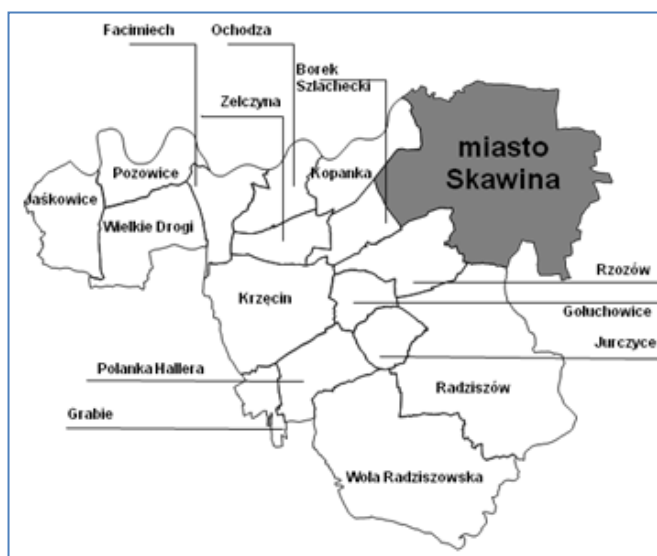 Facimiech
Ochodza
Borek
Szlachecki
Zelczyna
miasto
Skawina
Pozowice
Kopanka
Jaśkowice
Wielkie Drogi
Rzozów
Krzęcin
Gołuchowice
Jurczyce
Polanka Hallera
Radziszów
Grabie
Wola Radziszowska